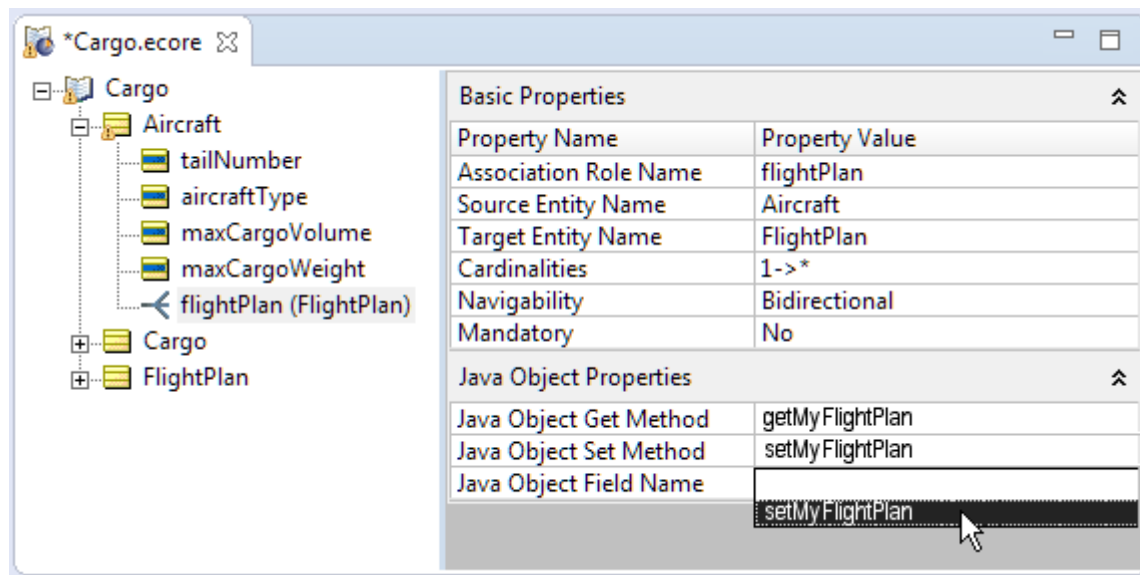 *Cargo.ecore
Cargo
Aircraft
tailNumber
aircraftType
maxCargoVolume
maxCargoWeight
flightPlan (FlightPlan)
Cargo
FlightPlan
Basic Properties
Property Name Property Value
Association Role Name flightPlan
Source Entity Name Aircraft
Target Entity Name FlightPlan
Cardinalities 1->*
Navigability Bidirectional
Mandatory No
Java Object Properties
Java Object Get Method getMyFlightPlan
Java Object Set Method setMyFlightPlan
Java Object Field Name
setMyFlightPlan